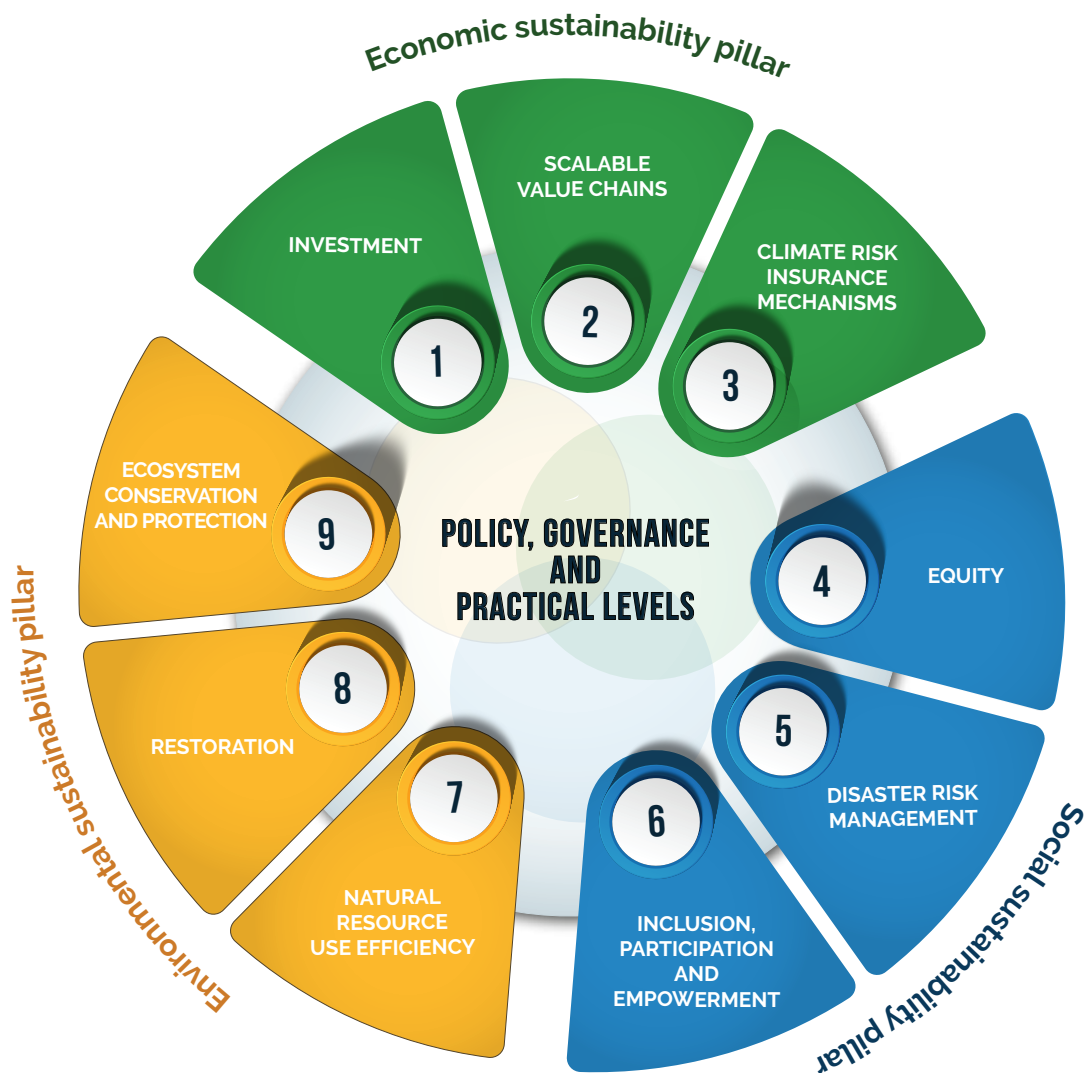 Economic sustainability pillar
INVESTMENT
1
SCALABLE
VALUE CHAINS
2
CLIMATE RISK
INSURANCE
MECHANISMS
3
EQUITY
4
DISASTER RISK
MANAGEMENT
5
INCLUSION,
PARTICIPATION
AND
EMPOWERMENT
6
Social sustainability pillar
NATURAL
RESOURCE
USE EFFICIENCY
7
RESTORATION
8
ECOSYSTEM
CONSERVATION
AND PROTECTION
9
Environmental sustainability pillar
POLICY, GOVERNANCE
AND
PRACTICAL LEVELS